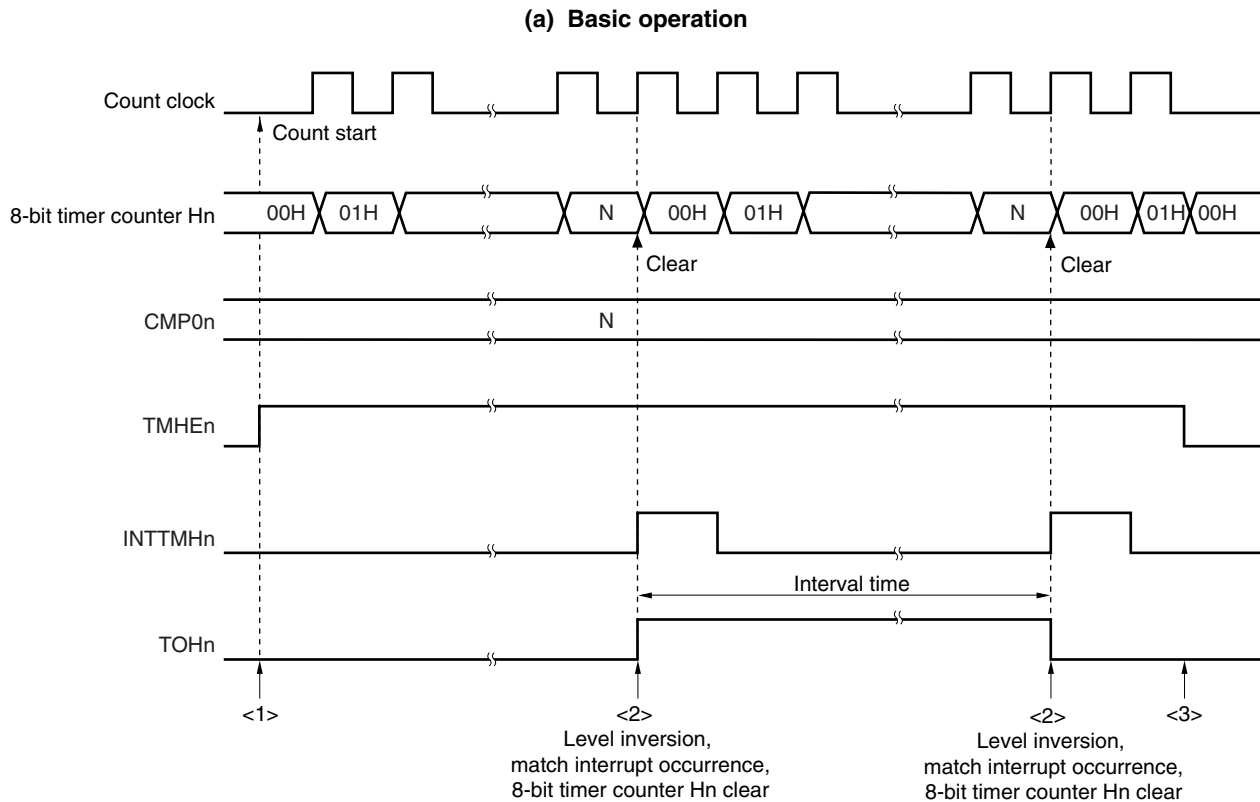 (a) Basic operation
Count clock
Count start
8-bit timer counter Hn
00H 01H N 00H 01H N 00H 01H 00H
Clear Clear
CMP0n
N
TMHEn
INTTMHn
Interval time
TOHn
<1> <2> <2> <3>
Level inversion,
match interrupt occurrence,
8-bit timer counter Hn clear
Level inversion,
match interrupt occurrence,
8-bit timer counter Hn clear